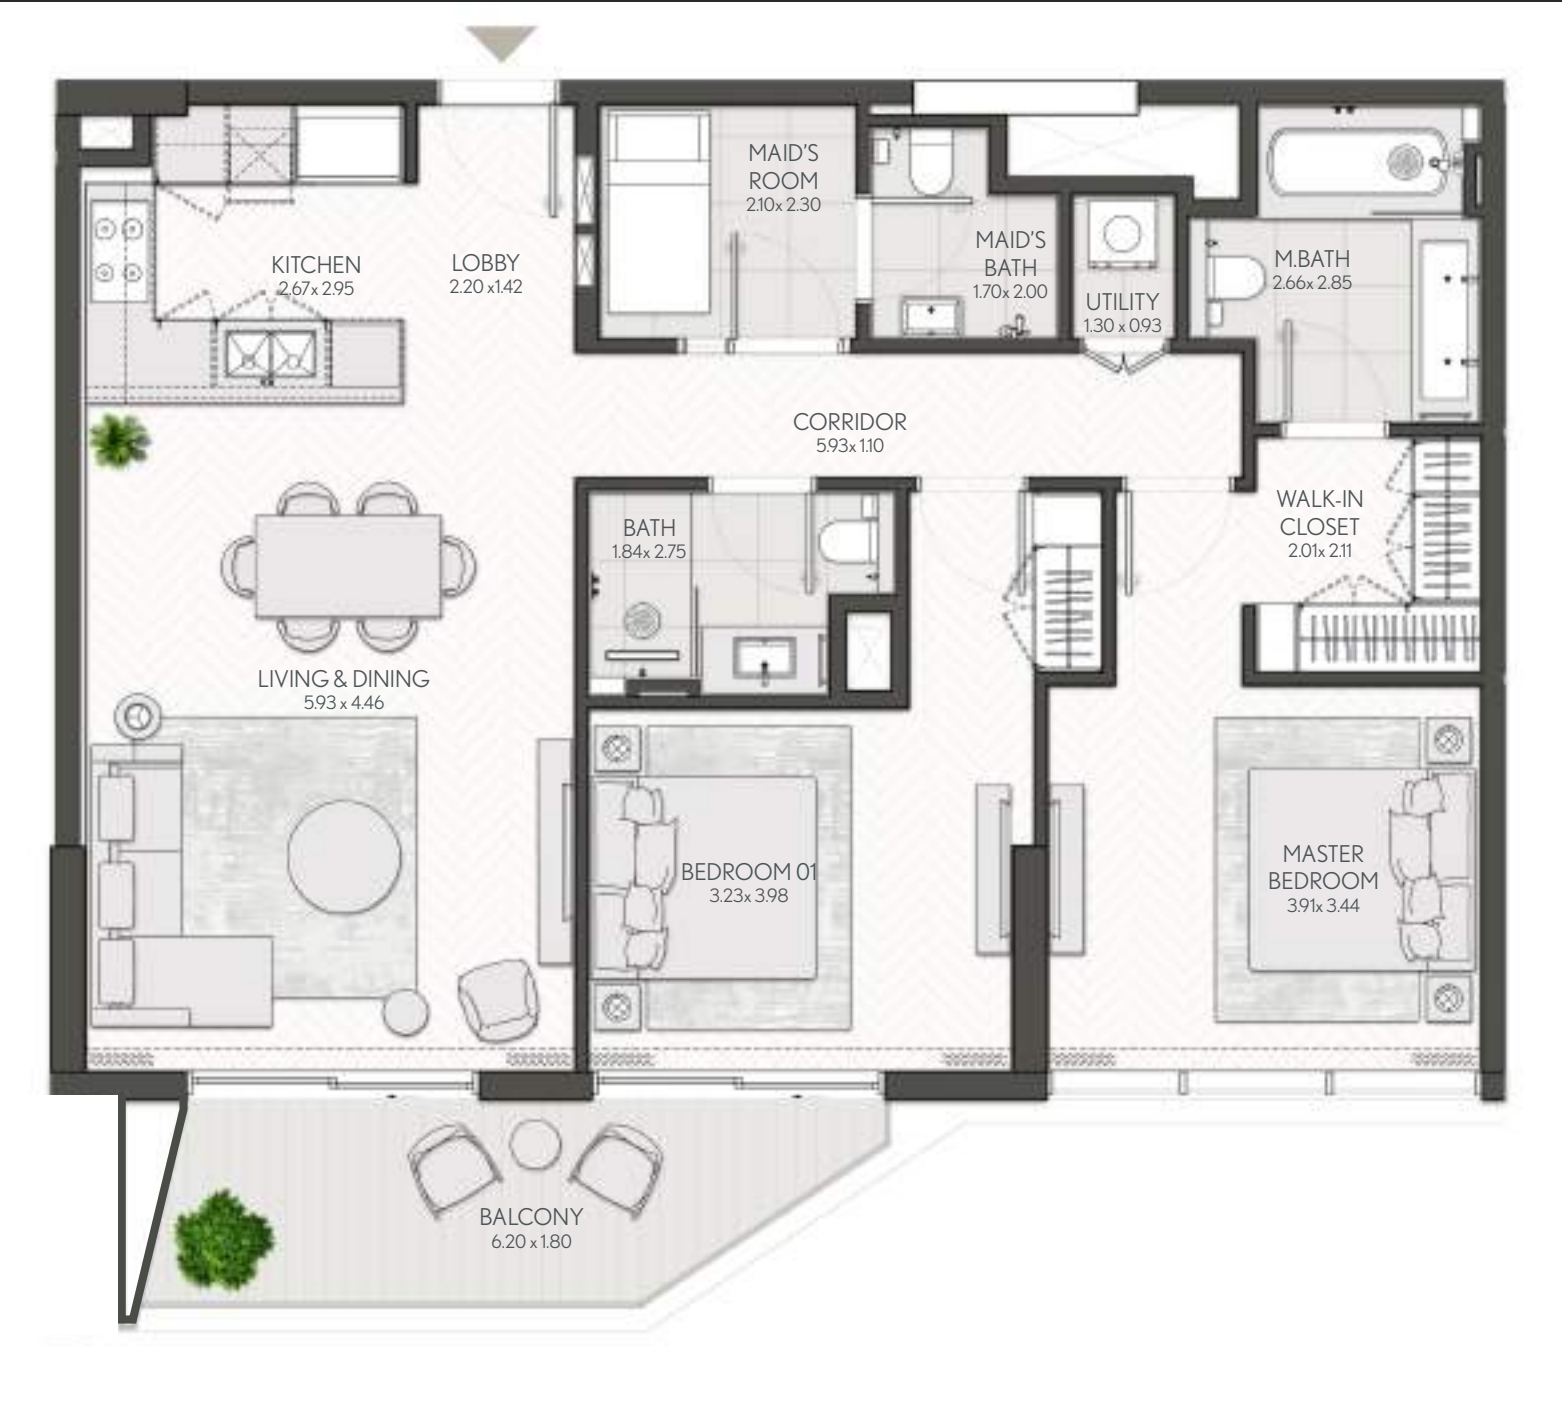 MAID'S
ROOM
2.10x 2.30
MAID'S
BATH
1.70x 2.00
KITCHEN
2.67x 2.95
LOBBY
2.20 x1.42
UTILITY
1.30 x 0.93
M.BATH
2.66x 2.85
CORRIDOR
5.93x 1.10
BATH
1.84x 2.75
WALK-IN
CLOSET
2.01x 2.11
LIVING & DINING
5.93 x 4.46
BEDROOM 01
3.23x 3.98
MASTER
BEDROOM
3.91x 3.44
BALCONY
6.20 x 1.80